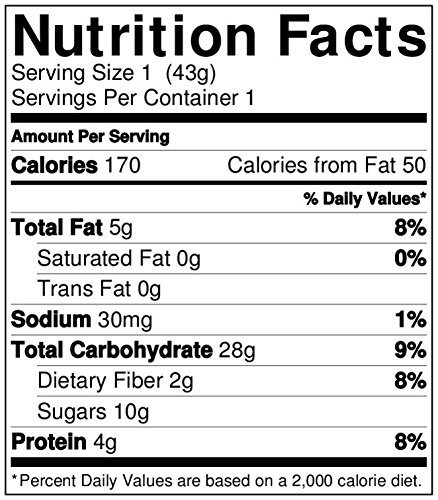 Nutrition Facts
Serving Size 1 (43g)
Servings Per Container 1
Amount Per Serving
Calories 170 Calories from Fat 50
% Daily Values*
Total Fat 5g 8%
Saturated Fat 0g 0%
Trans Fat 0g
Sodium 30mg 1%
Total Carbohydrate 28g 9%
Dietary Fiber 2g 8%
Sugars 10g
Protein 4g 8%
*Percent Daily Values are based on a 2,000 calorie diet.